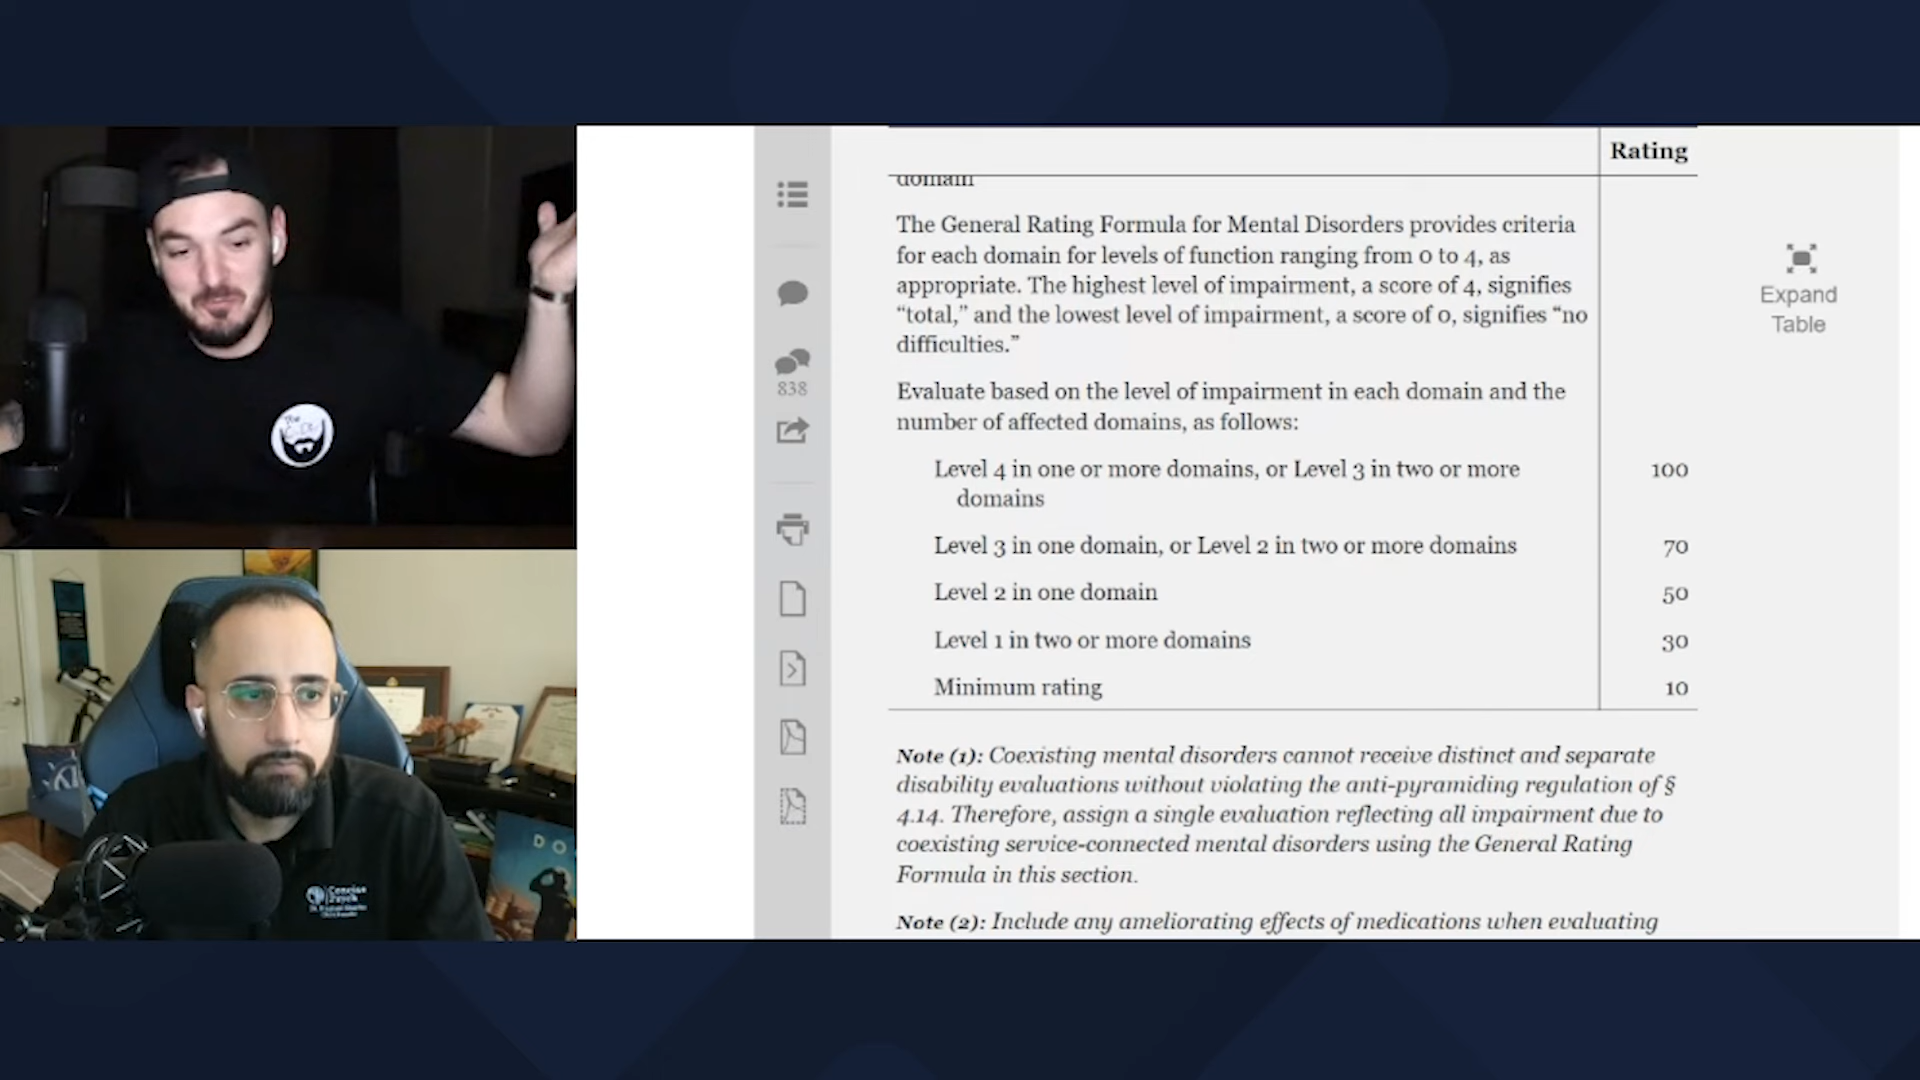 Rating
domain
The General Rating Formula for Mental Disorders provides criteria
for each domain for levels of function ranging from 0 to 4, as
appropriate. The highest level of impairment, a score of 4, signifies
“total,” and the lowest level of impairment, a score of 0, signifies “no
difficulties.”
Evaluate based on the level of impairment in each domain and the
number of affected domains, as follows:
Level 4 in one or more domains, or Level 3 in two or more 100
domains
Level 3 in one domain, or Level 2 in two or more domains 70
Level 2 in one domain 50
Level 1 in two or more domains 30
Minimum rating 10
Note (1): Coexisting mental disorders cannot receive distinct and separate
disability evaluations without violating the anti-pyramiding regulation of §
4.14. Therefore, assign a single evaluation reflecting all impairment due to
coexisting service-connected mental disorders using the General Rating
Formula in this section.
Note (2): Include any ameliorating effects of medications when evaluating
838
Expand
Table
The
Concise
Psych
DO